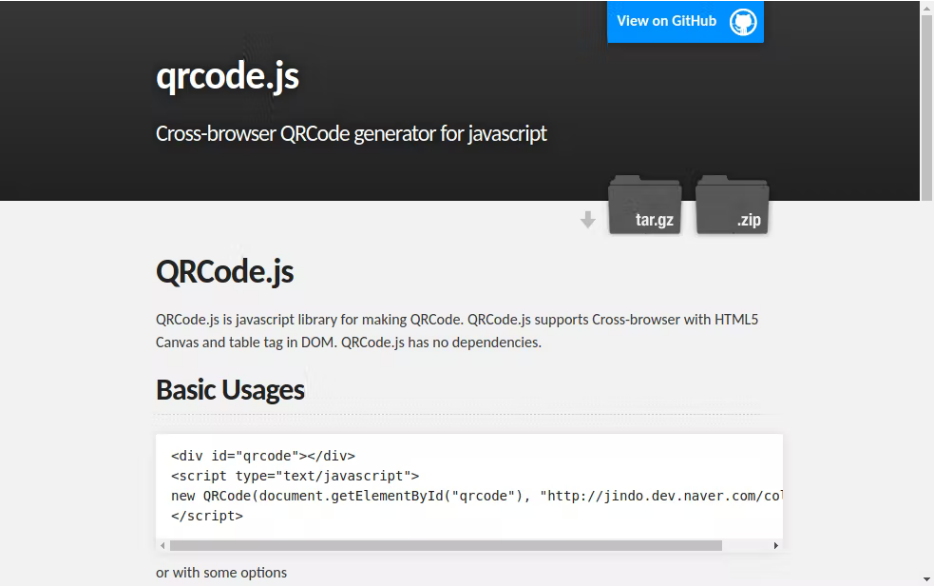 View on GitHub
qrcode.js
Cross-browser QRCode generator for javascript
tar.gz
.zip
QRCode.js
QRCode.js is javascript library for making QRCode. QRCode.js supports Cross-browser with HTML5
Canvas and table tag in DOM. QRCode.js has no dependencies.
Basic Usages
<div id="qrcode"></div>
<script type="text/javascript">
new QRCode(document.getElementById("qrcode"), "http://jindo.dev.naver.com/col
</script>
or with some options